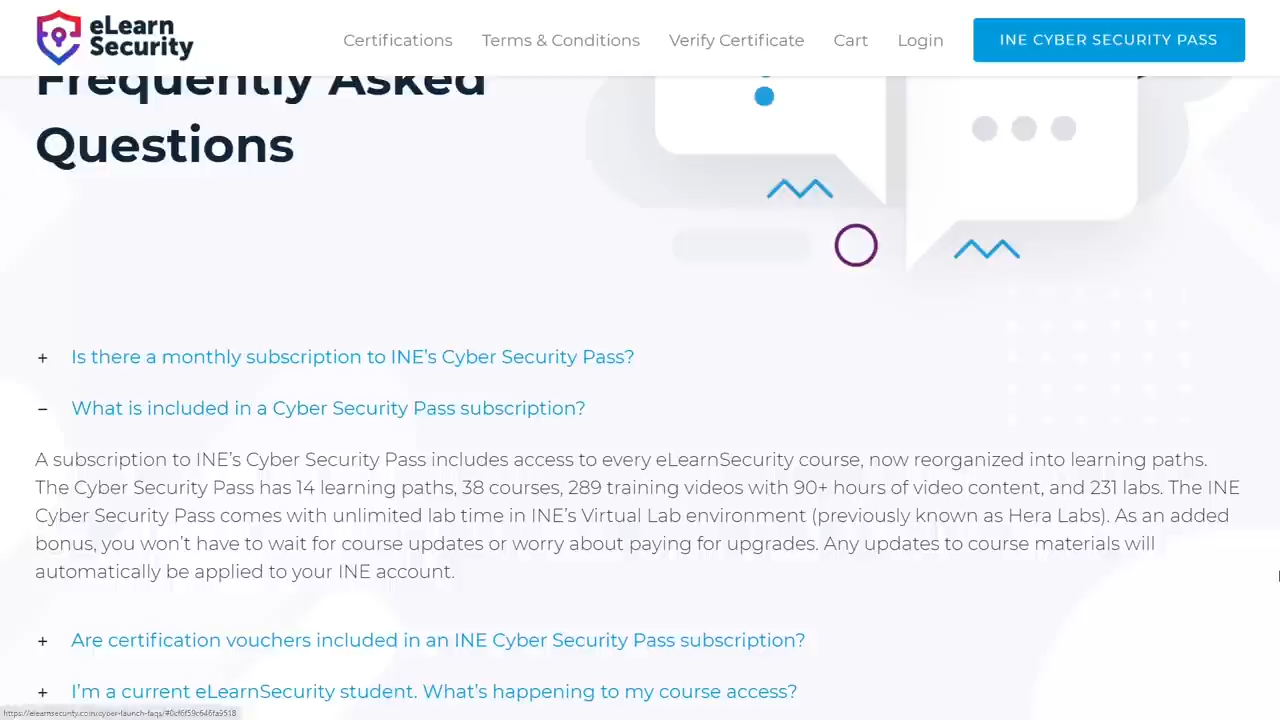 eLearn
Security
Certifications
Terms & Conditions
Verify Certificate
Cart
Login
INE CYBER SECURITY PASS
Frequently Asked
Questions
+ Is there a monthly subscription to INE’s Cyber Security Pass?
− What is included in a Cyber Security Pass subscription?
A subscription to INE’s Cyber Security Pass includes access to every eLearnSecurity course, now reorganized into learning paths.
The Cyber Security Pass has 14 learning paths, 38 courses, 289 training videos with 90+ hours of video content, and 231 labs. The INE
Cyber Security Pass comes with unlimited lab time in INE’s Virtual Lab environment (previously known as Hera Labs). As an added
bonus, you won’t have to wait for course updates or worry about paying for upgrades. Any updates to course materials will
automatically be applied to your INE account.
+ Are certification vouchers included in an INE Cyber Security Pass subscription?
+ I’m a current eLearnSecurity student. What’s happening to my course access?